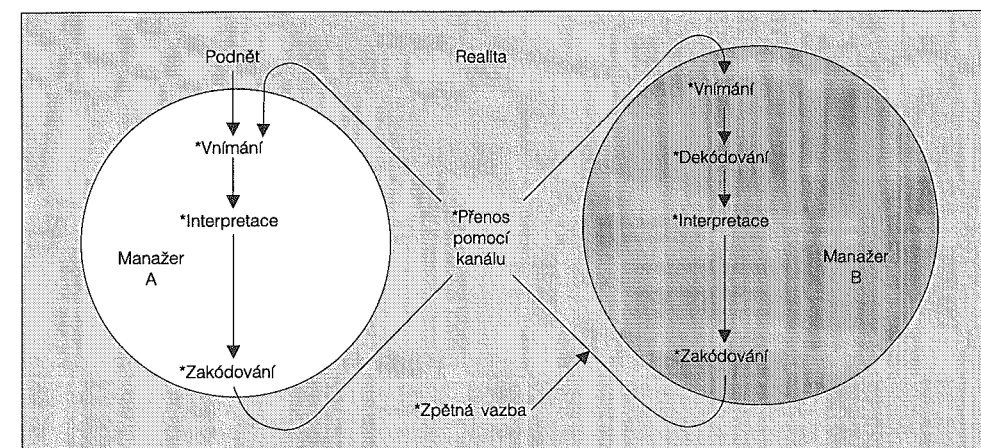 Podnět
*Vnímání
*Interpretace
Manažer
A
*Zakódování
Realita
*Přenos
pomocí
kanálu
*Zpětná vazba
*Vnímání
*Dekódování
*Interpretace
Manažer
B
*Zakódování